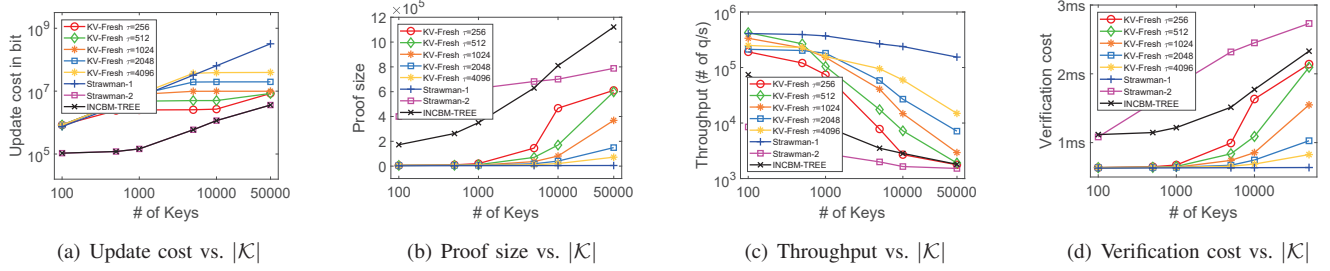 Update cost in bit
10^9
10^7
10^5
KV-Fresh τ=256
KV-Fresh τ=512
KV-Fresh τ=1024
KV-Fresh τ=2048
KV-Fresh τ=4096
Strawman-1
Strawman-2
INCBM-TREE
100 1000 10000 50000
# of Keys
(a) Update cost vs. |𝒦|
Proof size
×10^5
12
10
8
6
4
2
0
KV-Fresh τ=256
KV-Fresh τ=512
KV-Fresh τ=1024
KV-Fresh τ=2048
KV-Fresh τ=4096
Strawman-1
Strawman-2
INCBM-TREE
100 1000 10000 50000
# of Keys
(b) Proof size vs. |𝒦|
Throughput (# of q/s)
10^6
10^5
10^4
10^3
KV-Fresh τ=256
KV-Fresh τ=512
KV-Fresh τ=1024
KV-Fresh τ=2048
KV-Fresh τ=4096
Strawman-1
Strawman-2
INCBM-TREE
100 1000 10000 50000
# of Keys
(c) Throughput vs. |𝒦|
Verification cost
3ms
2ms
1ms
KV-Fresh τ=256
KV-Fresh τ=512
KV-Fresh τ=1024
KV-Fresh τ=2048
KV-Fresh τ=4096
Strawman-1
Strawman-2
INCBM-TREE
100 1000 10000
# of Keys
(d) Verification cost vs. |𝒦|